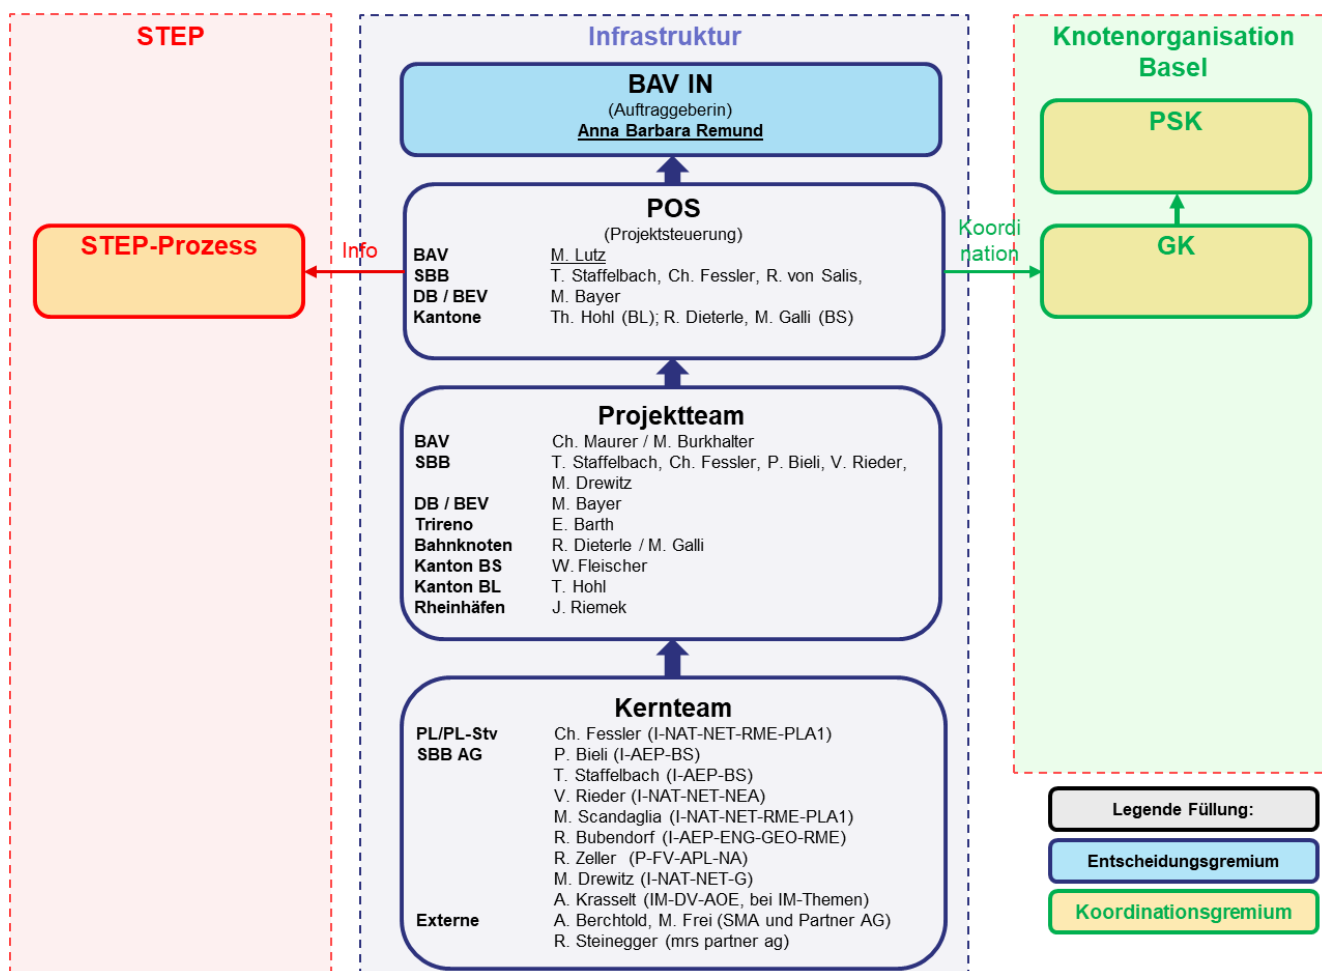 STEP
Infrastruktur
Knotenorganisation
Basel
BAV IN
(Auftraggeberin)
Anna Barbara Remund
PSK
POS
(Projektsteuerung)
BAV M. Lutz
SBB T. Staffelbach, Ch. Fessler, R. von Salis,
DB / BEV M. Bayer
Kantone Th. Hohl (BL); R. Dieterle, M. Galli (BS)
STEP-Prozess
Info
Koordi
nation
GK
Projektteam
BAV Ch. Maurer / M. Burkhalter
SBB T. Staffelbach, Ch. Fessler, P. Bieli, V. Rieder,
M. Drewitz
DB / BEV M. Bayer
Trireno E. Barth
Bahnknoten R. Dieterle / M. Galli
Kanton BS W. Fleischer
Kanton BL T. Hohl
Rheinhäfen J. Riemek
Kernteam
PL/PL-Stv Ch. Fessler (I-NAT-NET-RME-PLA1)
SBB AG P. Bieli (I-AEP-BS)
T. Staffelbach (I-AEP-BS)
V. Rieder (I-NAT-NET-NEA)
M. Scandaglia (I-NAT-NET-RME-PLA1)
R. Bubendorf (I-AEP-ENG-GEO-RME)
R. Zeller (P-FV-APL-NA)
M. Drewitz (I-NAT-NET-G)
A. Krasselt (IM-DV-AOE, bei IM-Themen)
Externe A. Berchtold, M. Frei (SMA und Partner AG)
R. Steinegger (mrs partner ag)
Legende Füllung:
Entscheidungsgremium
Koordinationsgremium